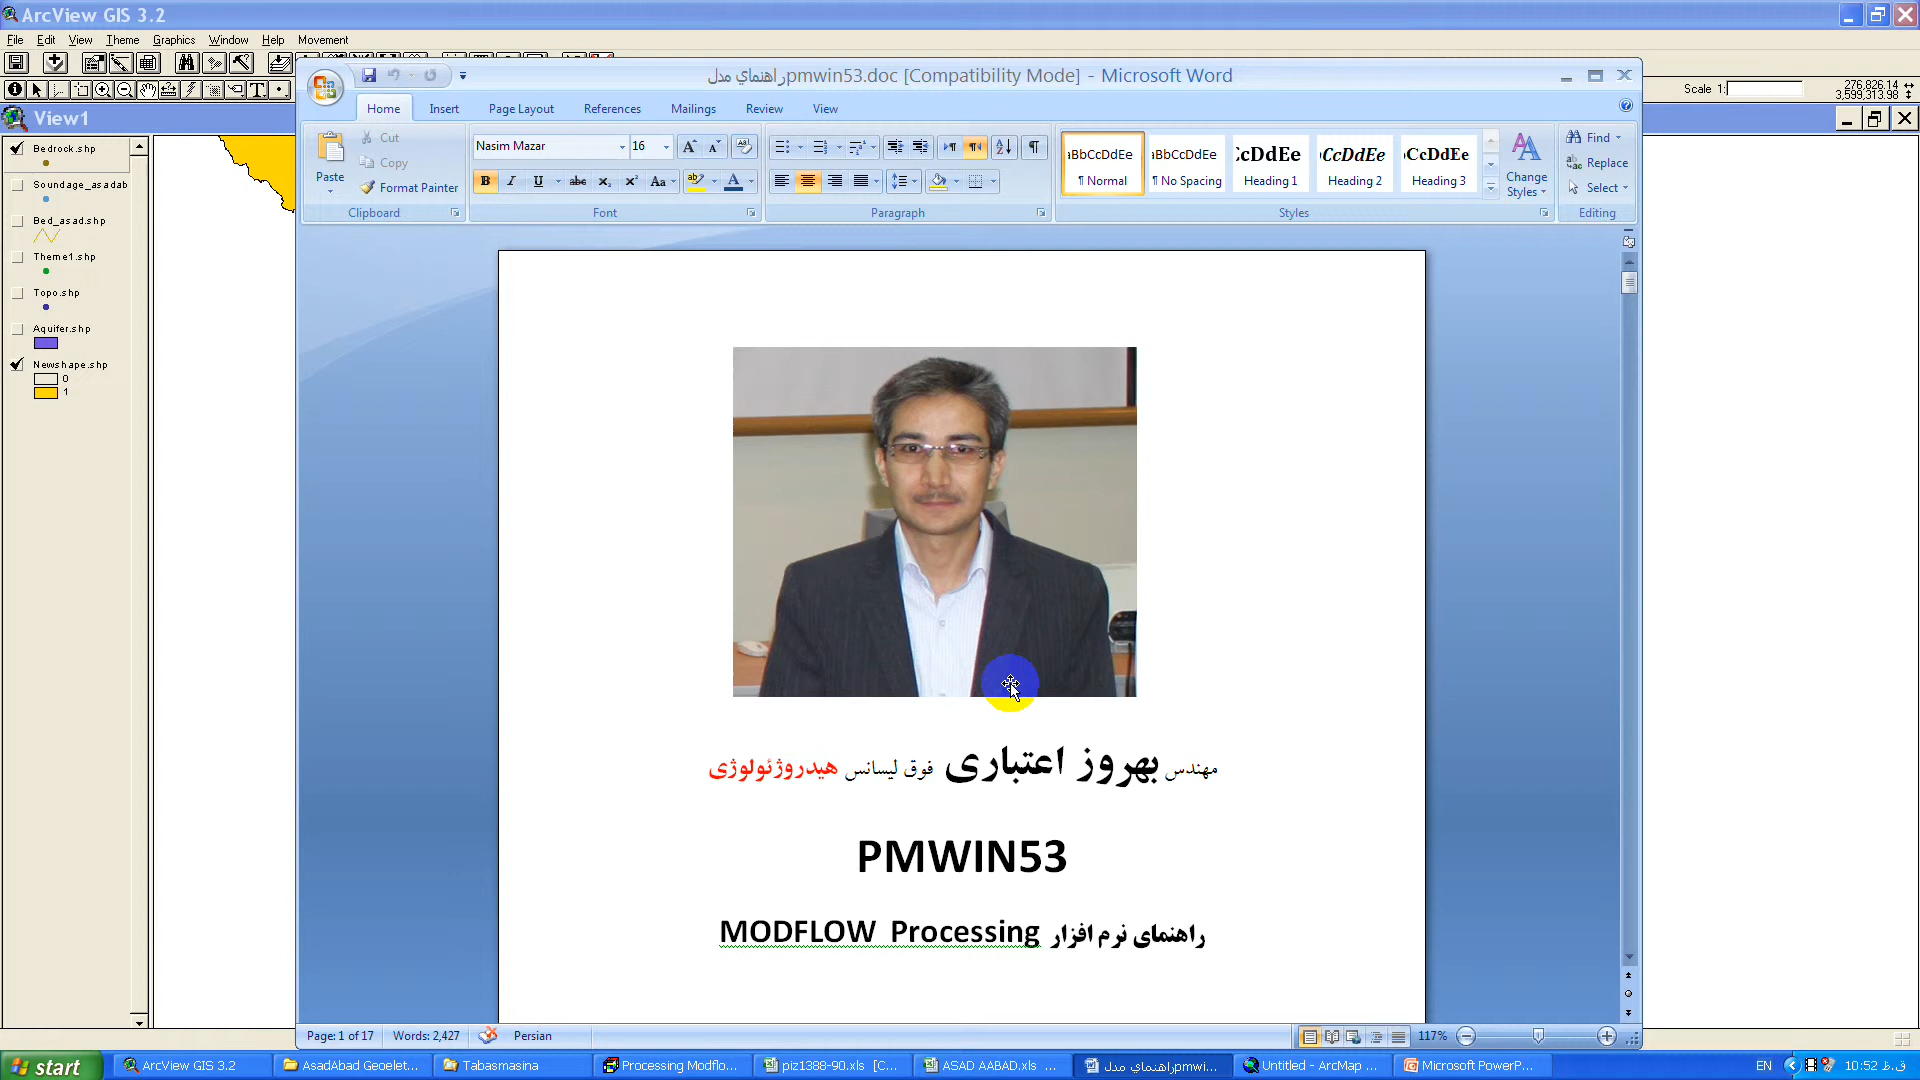 ArcView GIS 3.2
File Edit View Theme Graphics Window Help Movement
راهنماي مدلpmwin53.doc [Compatibility Mode] - Microsoft Word
Scale 1:
276,826.14
3,599,313.98
View1
Home Insert Page Layout References Mailings Review View
Bedrock.shp
Soundage_asadab
Bed_asad.shp
Theme1.shp
Topo.shp
Aquifer.shp
Newshape.shp
0
1
Paste
Cut
Copy
Format Painter
Clipboard
Nasim Mazar 16
Font
Paragraph
¶ Normal ¶ No Spacing Heading 1 Heading 2 Heading 3
Change Styles
Styles
Find
Replace
Select
Editing
مهندس بهروز اعتباری فوق لیسانس هیدروژئولوژی
PMWIN53
راهنمای نرم افزار MODFLOW Processing
Page: 1 of 17 Words: 2,427 Persian 117%
start ArcView GIS 3.2 AsadAbad Geoelet... Tabasmasina Processing Modflo... piz1388-90.xls [C... ASAD AABAD.xls ... راهنماي مدلpmwi... Untitled - ArcMap Microsoft PowerP... EN 10:52 ق.ظ